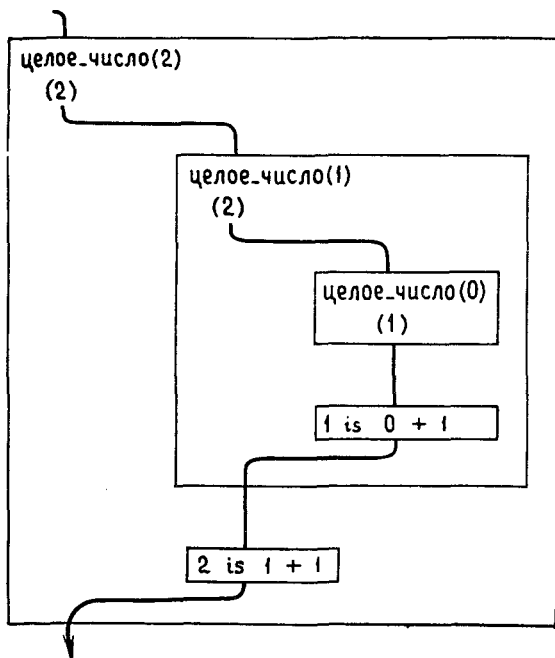 целое_число(2)
(2)
целое_число(1)
(2)
целое_число(0)
(1)
1 is 0 + 1
2 is 1 + 1